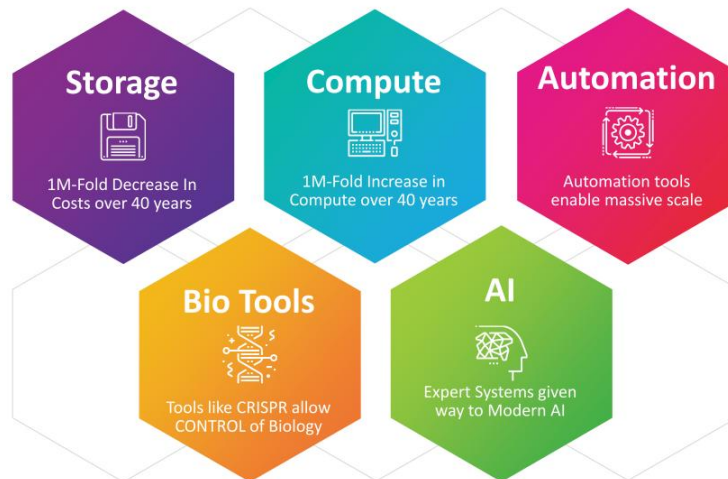 Storage
1M-Fold Decrease In
Costs over 40 years
Compute
1M-Fold Increase in
Compute over 40 years
Automation
Automation tools
enable massive scale
Bio Tools
Tools like CRISPR allow
CONTROL of Biology
AI
Expert Systems given
way to Modern AI